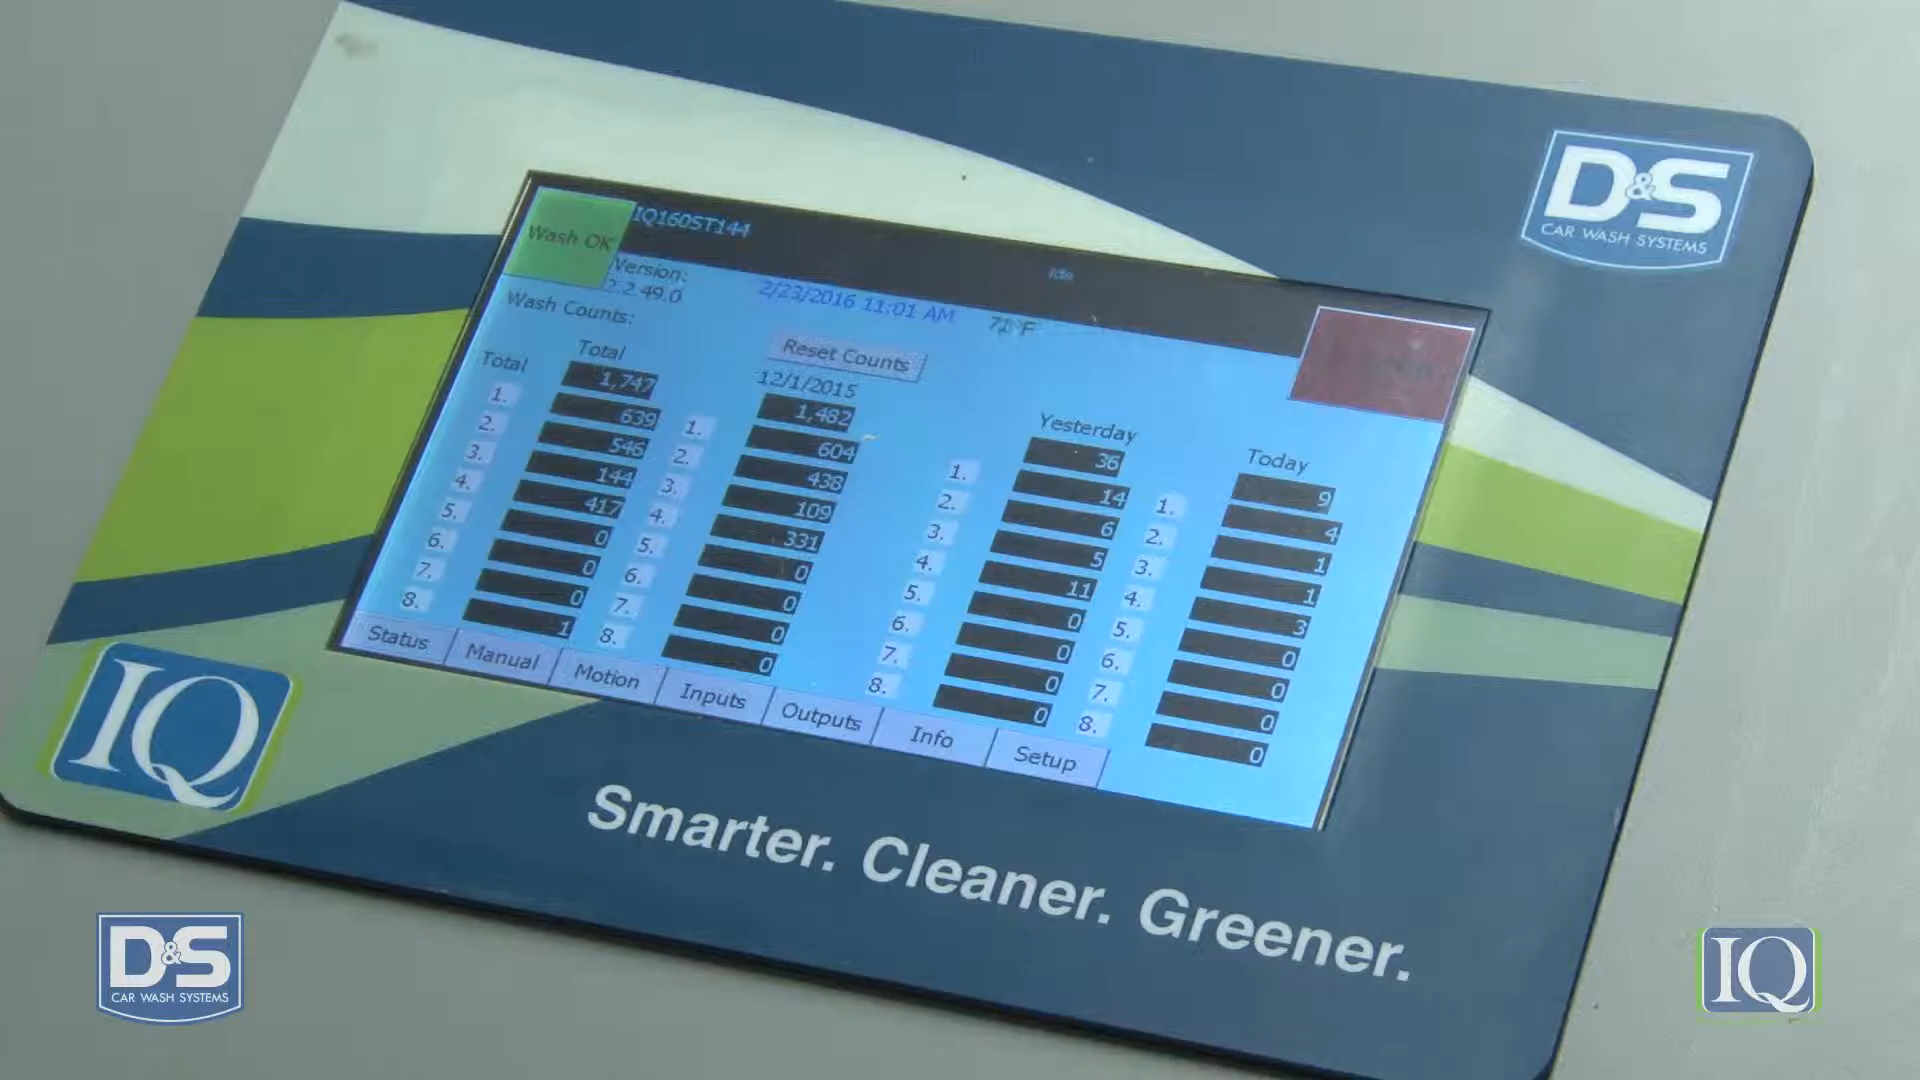 D&S
CAR WASH SYSTEMS
Wash OK
IQ160ST144
Idle
Version:
2.2.49.0
2/23/2016 11:01 AM
71°F
Wash Counts:
Reset Counts
Total
Total
1,747
1. 639
2. 546
3. 144
4. 417
5. 0
6. 0
7. 0
8. 1
12/1/2015
1,482
1. 604
2. 438
3. 109
4. 331
5. 0
6. 0
7. 0
8. 0
Yesterday
36
1. 14
2. 6
3. 5
4. 11
5. 0
6. 0
7. 0
8. 0
Today
9
1. 4
2. 1
3. 1
4. 3
5. 0
6. 0
7. 0
8. 0
Status Manual Motion Inputs Outputs Info Setup
IQ
Smarter. Cleaner. Greener.
D&S
CAR WASH SYSTEMS
IQ